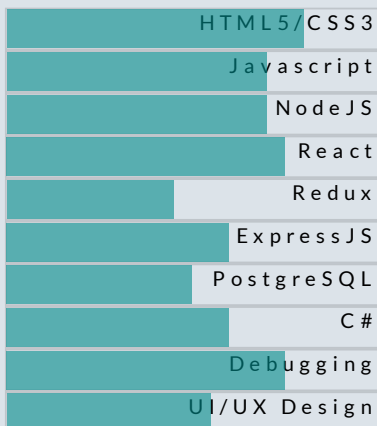 HTML5/CSS3
Javascript
NodeJS
React
Redux
ExpressJS
PostgreSQL
C#
Debugging
UI/UX Design